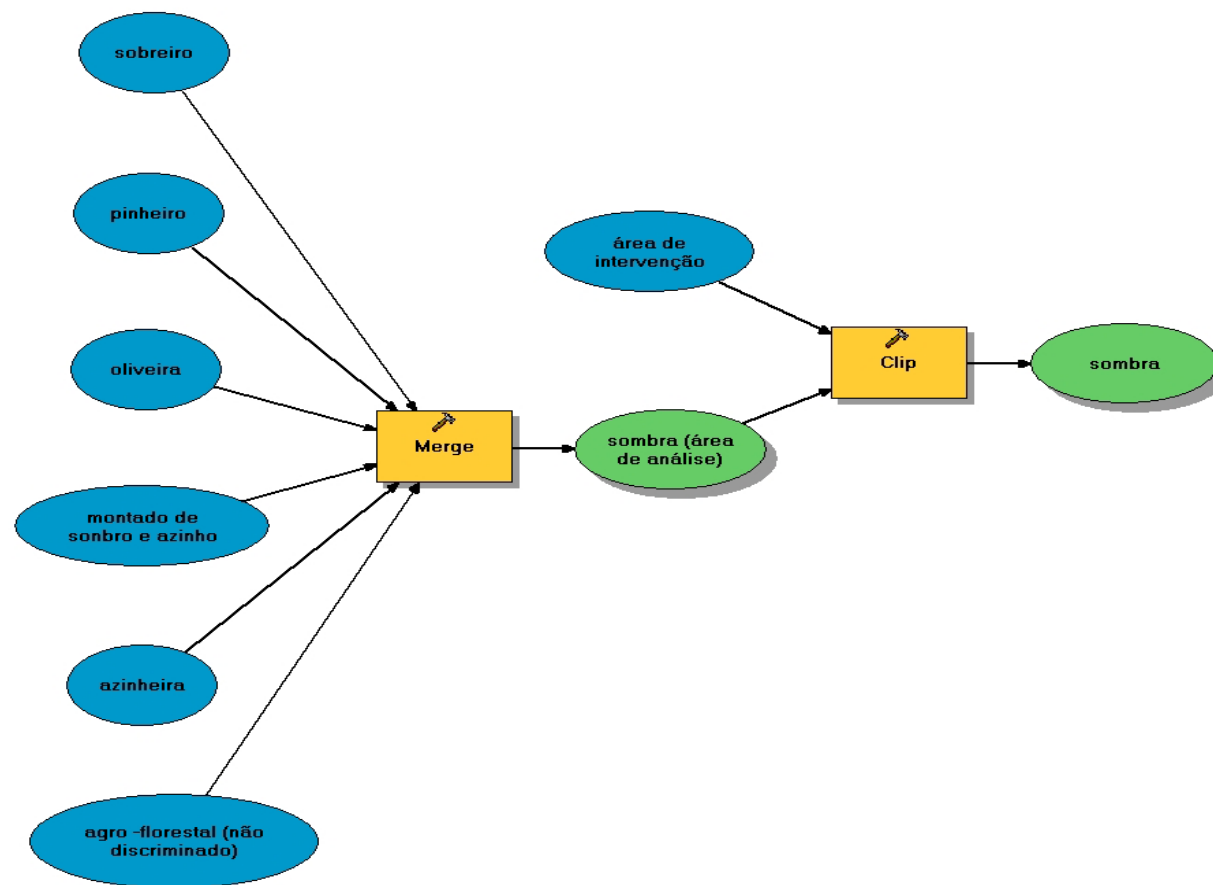 sobreiro
pinheiro
área de
intervenção
oliveira
Clip
sombra
Merge
sombra (área
de análise)
montado de
sonbro e azinho
azinheira
agro -florestal (não
discriminado)